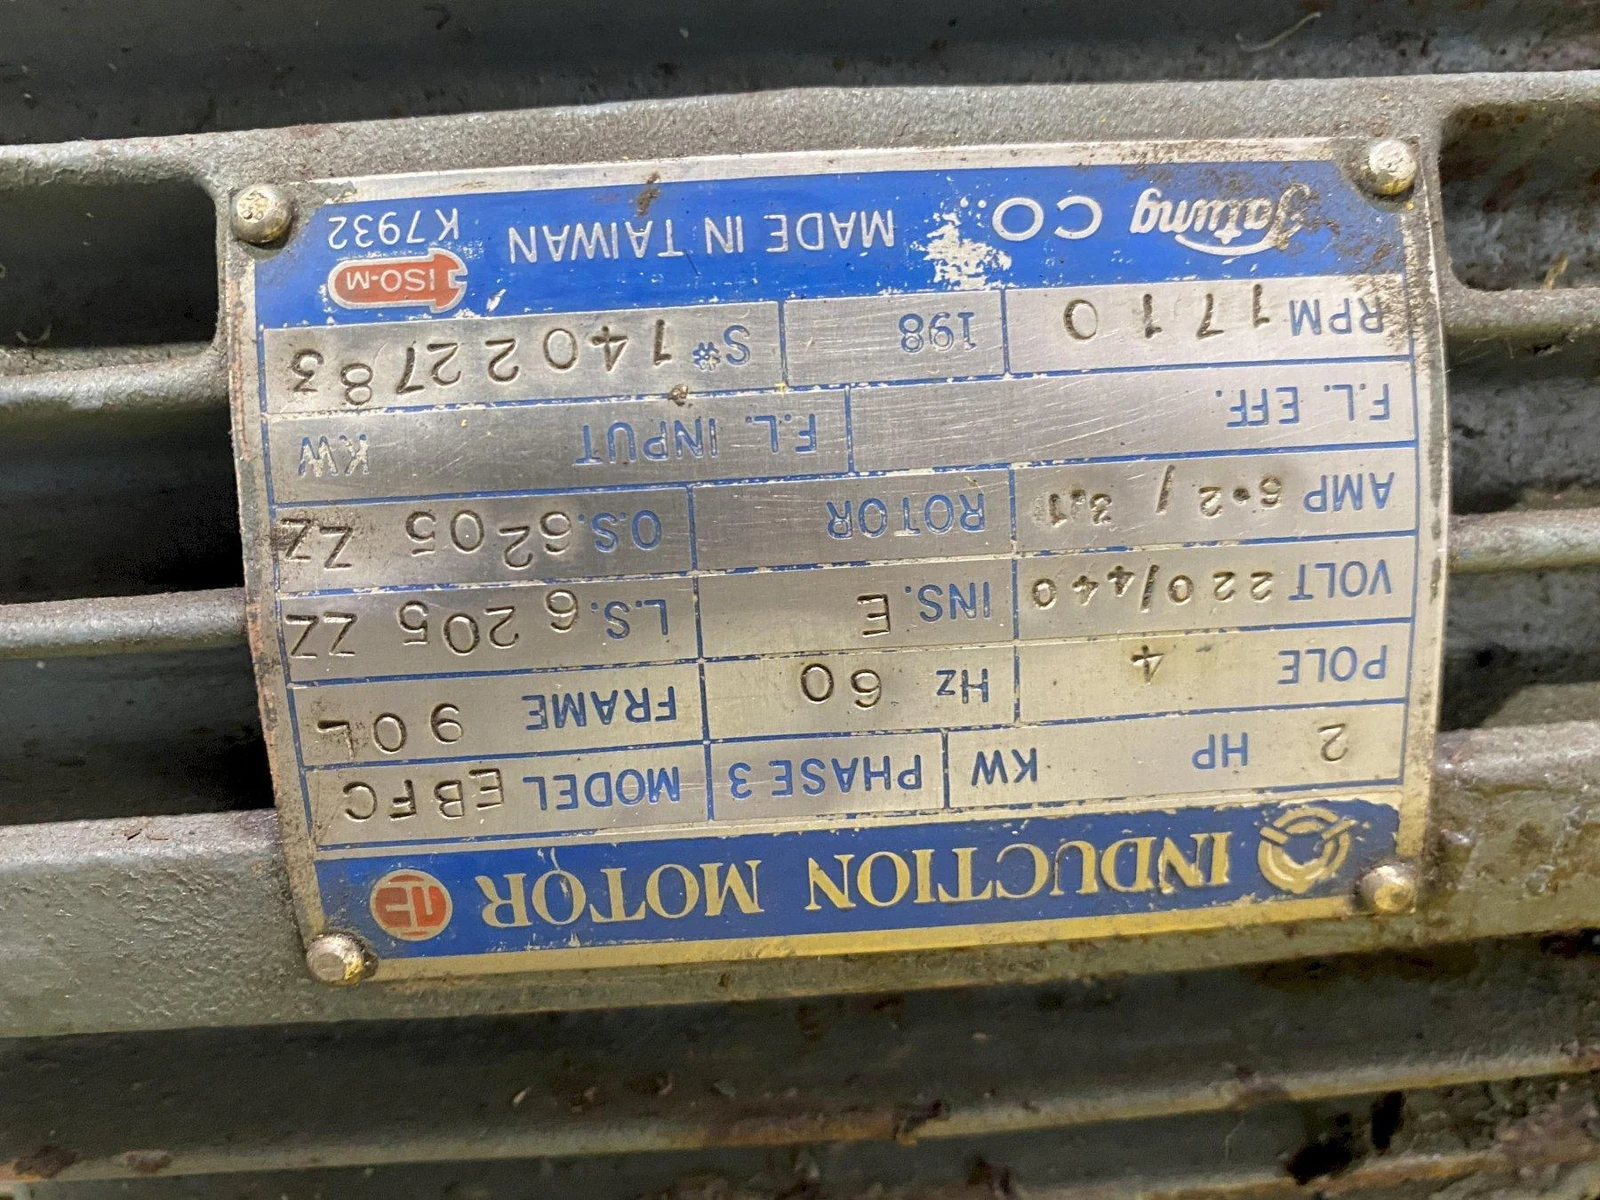 INDUCTION MOTOR
2 HP KW PHASE 3 MODEL EBFC
POLE 4 Hz 60 FRAME 90L
VOLT 220/440 INS. E L.S. 6205 ZZ
AMP 6.2/3.1 ROTOR O.S. 6205 ZZ
F.L. EFF. F.L. INPUT KW
RPM 1710 198 S* 14022783
ISO-M
Tatung CO. MADE IN TAIWAN K7932